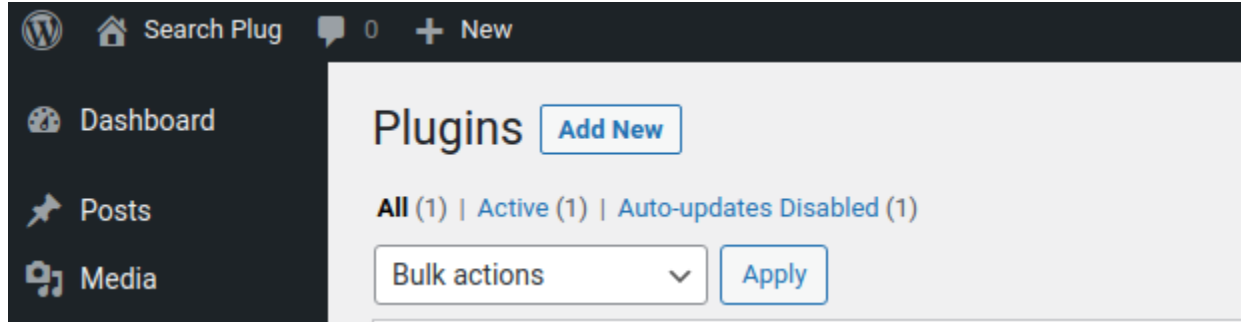 Search Plug 0 New
Dashboard
Plugins Add New
Posts
All (1) | Active (1) | Auto-updates Disabled (1)
Media
Bulk actions Apply